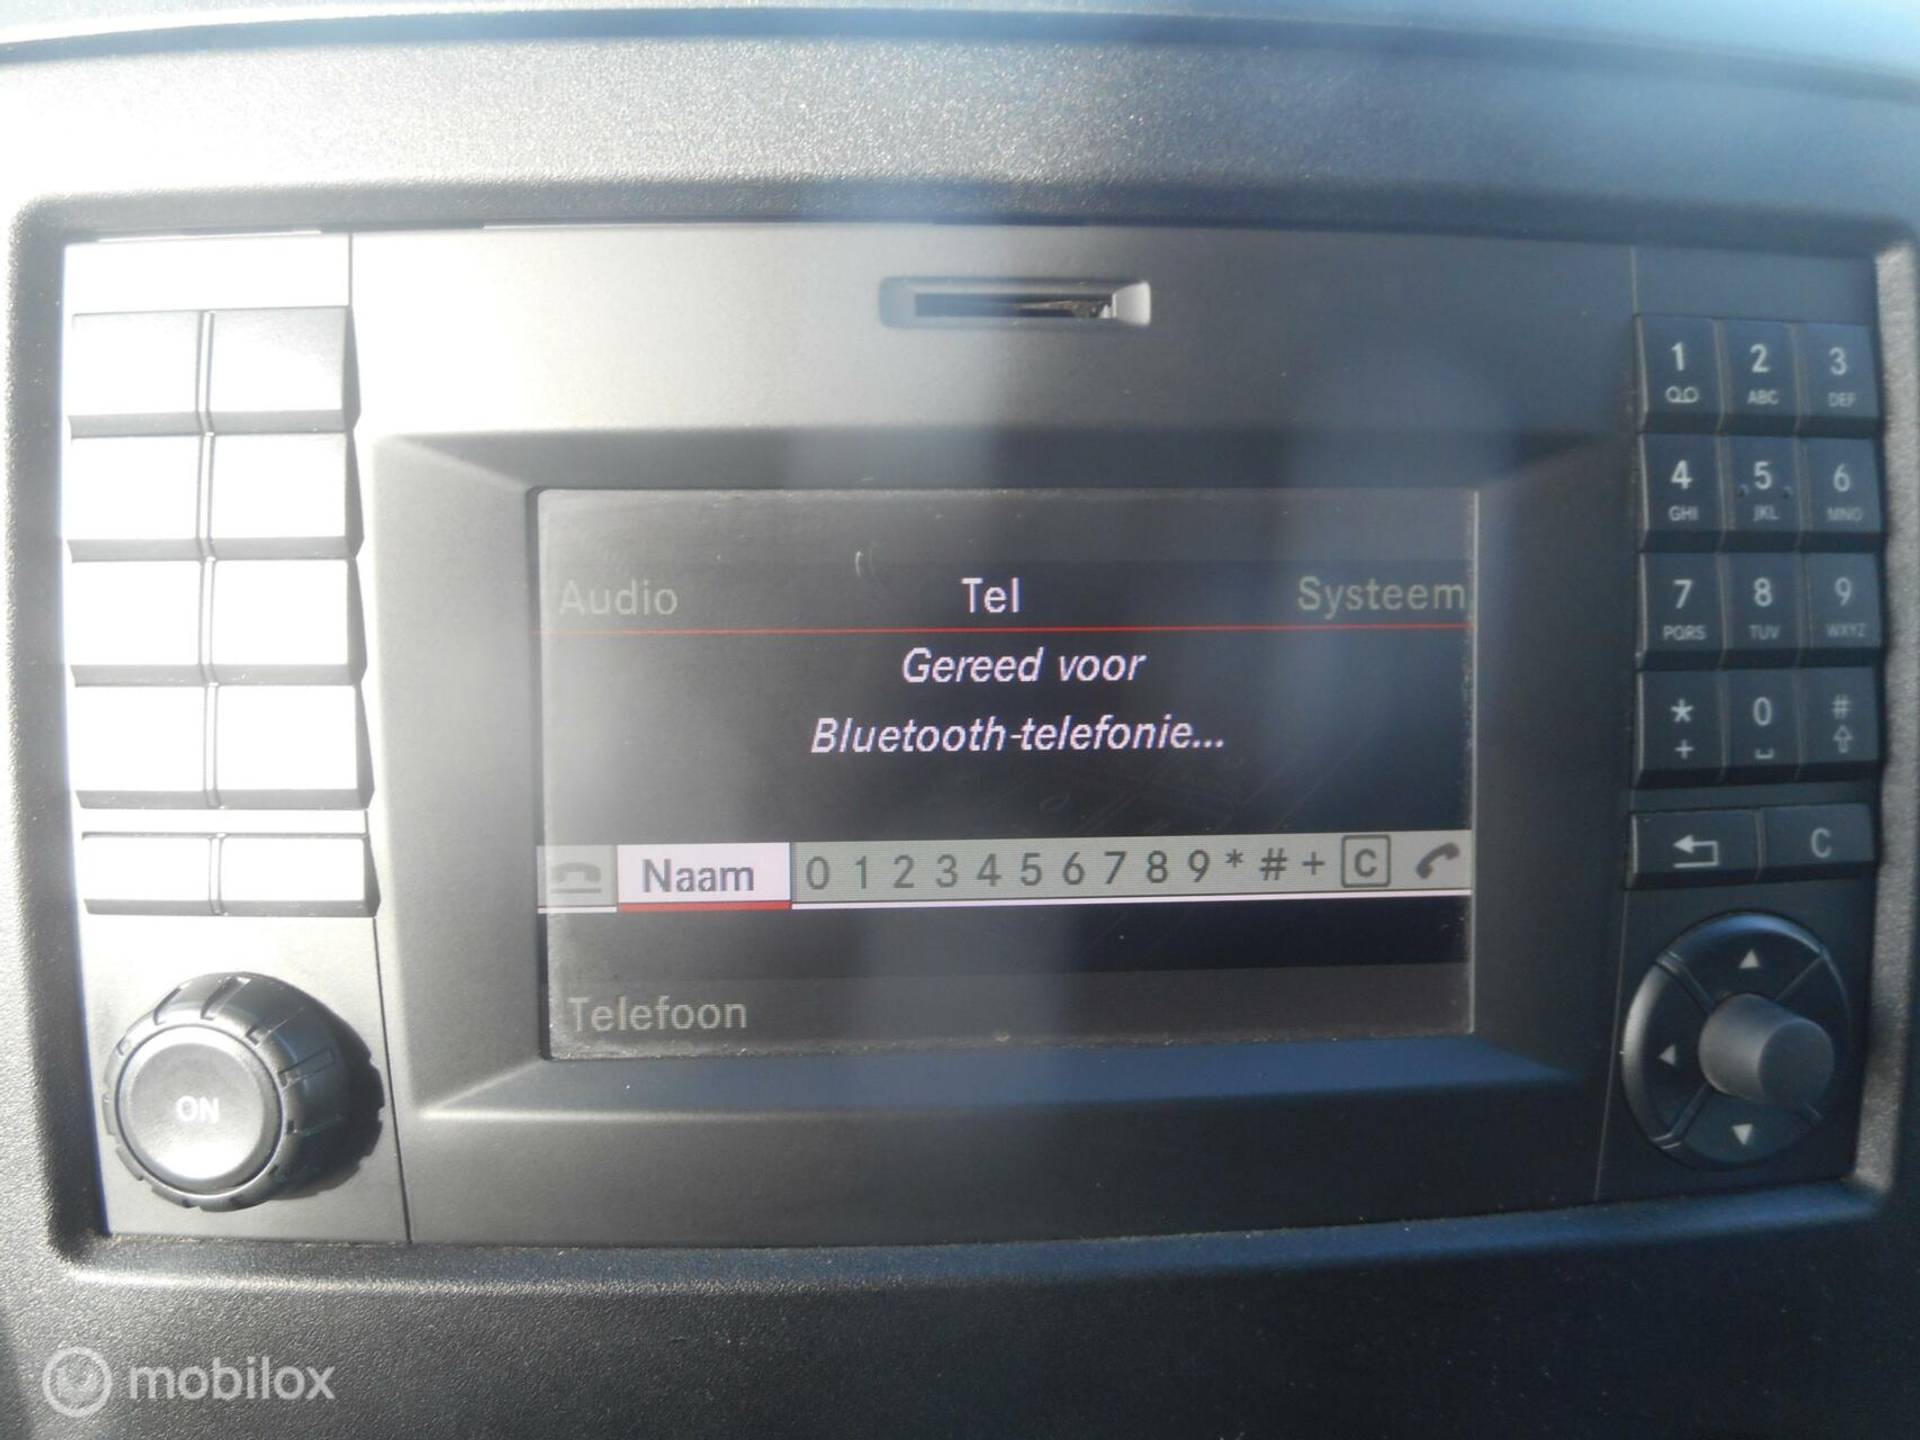 Audio Tel Systeem
Gereed voor
Bluetooth-telefonie...
Naam 0 1 2 3 4 5 6 7 8 9 * # + C
Telefoon
ON
1 2 3
ABC DEF
4 5 6
GHI JKL MNO
7 8 9
PQRS TUV WXYZ
* 0 #
+
C
mobilox